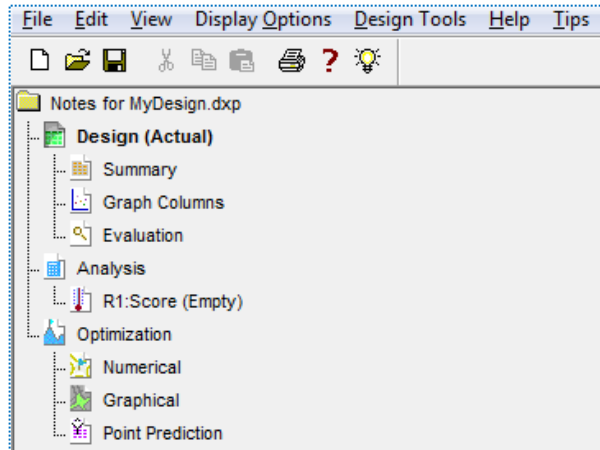 File Edit View Display Options Design Tools Help Tips
Notes for MyDesign.dxp
Design (Actual)
Summary
Graph Columns
Evaluation
Analysis
R1:Score (Empty)
Optimization
Numerical
Graphical
Point Prediction